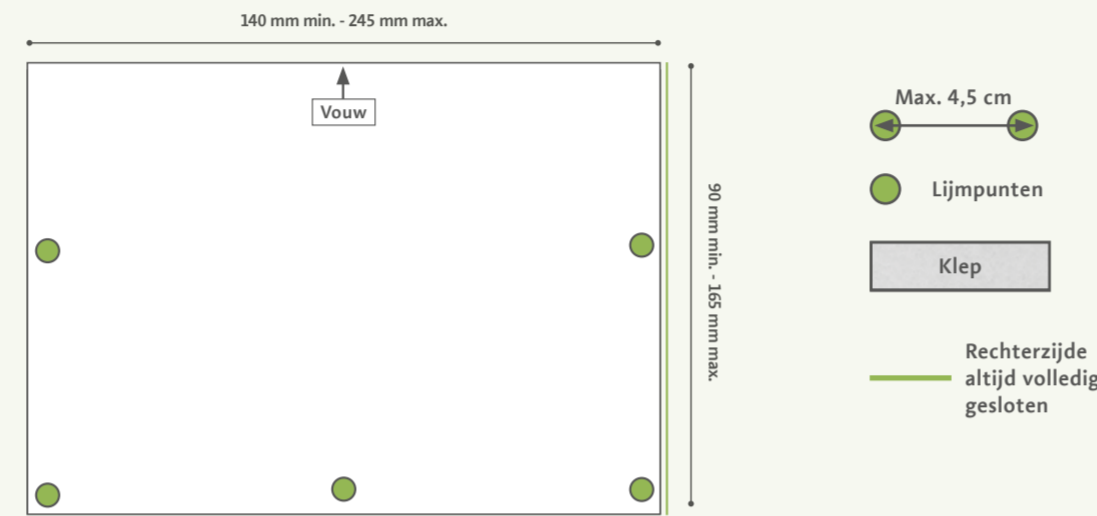 140 mm min. - 245 mm max.
Vouw
90 mm min. - 165 mm max.
Max. 4,5 cm
Lijmpunten
Klep
Rechterzijde
altijd volledig
gesloten